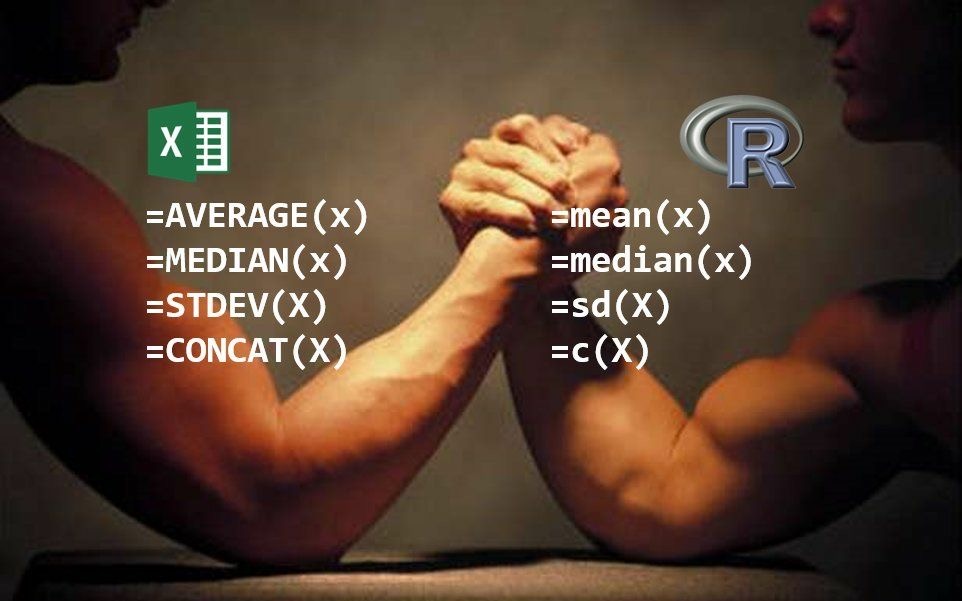 X
R
=AVERAGE(x)
=MEDIAN(x)
=STDEV(X)
=CONCAT(X)
=mean(x)
=median(x)
=sd(X)
=c(X)